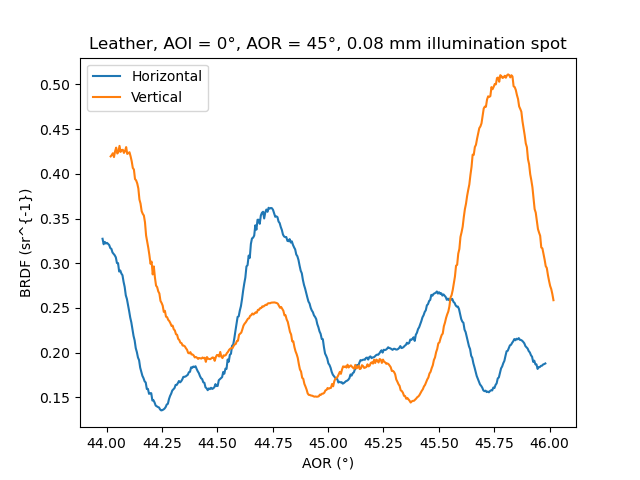 Leather, AOI = 0°, AOR = 45°, 0.08 mm illumination spot
Horizontal
Vertical
BRDF (sr^{-1})
0.50
0.45
0.40
0.35
0.30
0.25
0.20
0.15
44.00 44.25 44.50 44.75 45.00 45.25 45.50 45.75 46.00
AOR (°)